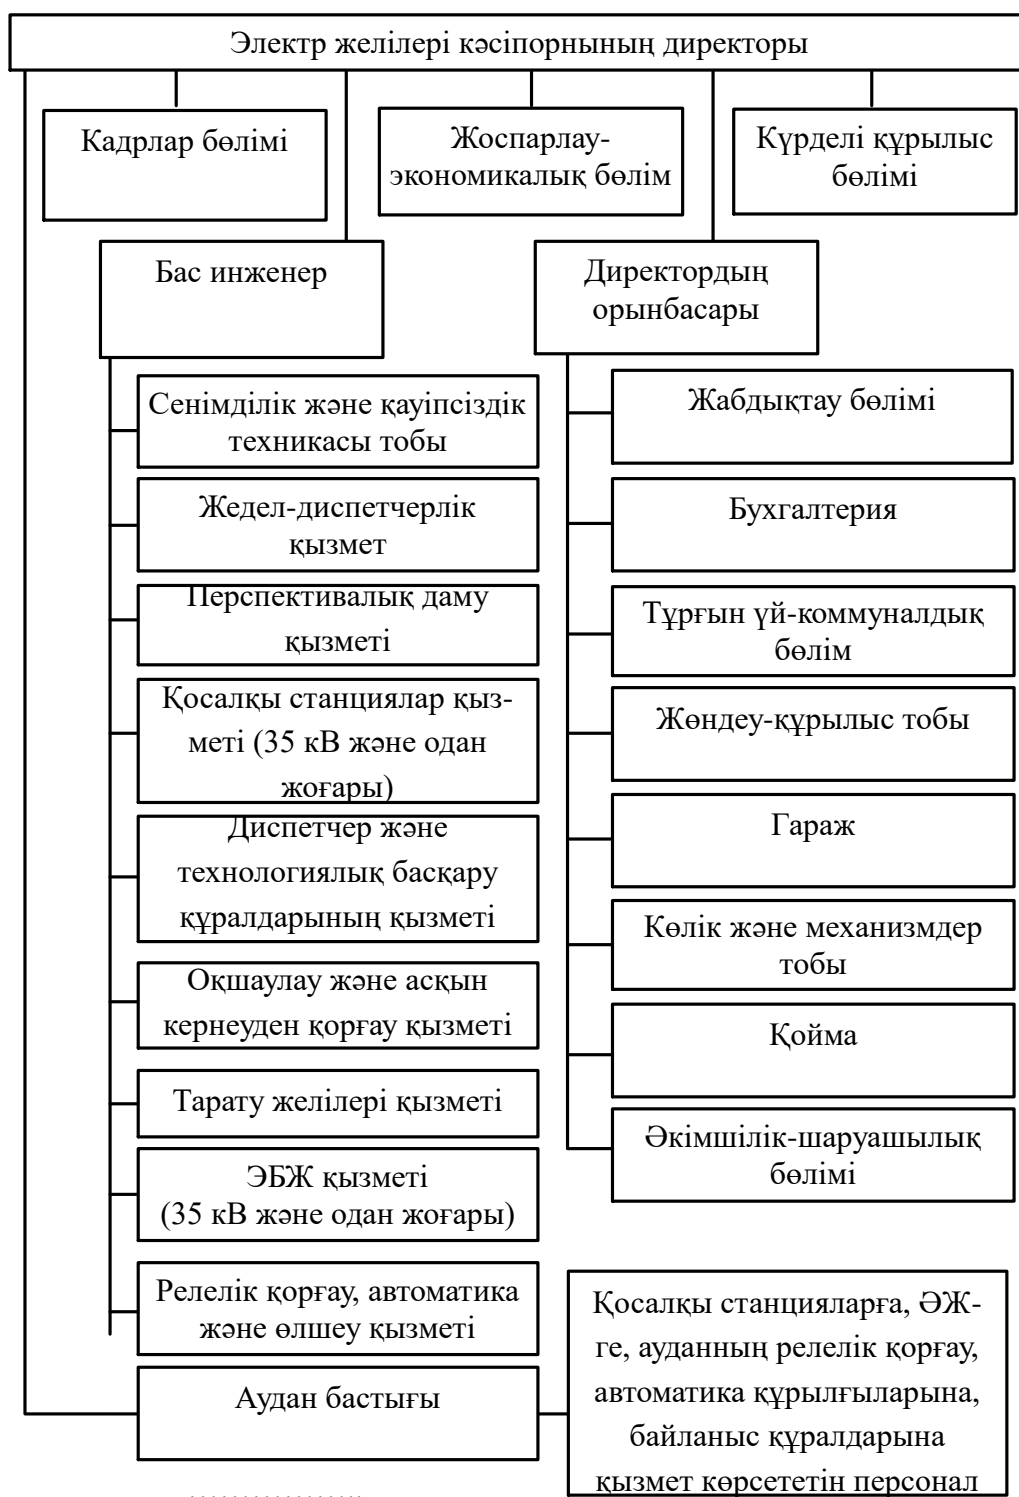 Электр желілері кәсіпорнының директоры
Кадрлар бөлімі
Жоспарлау-
экономикалық бөлім
Күрделі құрылыс
бөлімі
Бас инженер
Директордың
орынбасары
Сенімділік және қауіпсіздік
техникасы тобы
Жедел-диспетчерлік
қызмет
Перспективалық даму
қызметі
Қосалқы станциялар қыз-
меті (35 кВ және одан
жоғары)
Диспетчер және
технологиялық басқару
құралдарының қызметі
Оқшаулау және асқын
кернеуден қорғау қызметі
Тарату желілері қызметі
ЭБЖ қызметі
(35 кВ және одан жоғары)
Релелік қорғау, автоматика
және өлшеу қызметі
Жабдықтау бөлімі
Бухгалтерия
Тұрғын үй-коммуналдық
бөлім
Жөндеу-құрылыс тобы
Гараж
Көлік және механизмдер
тобы
Қойма
Әкімшілік-шаруашылық
бөлімі
Аудан бастығы
Қосалқы станцияларға, ӘЖ-
ге, ауданның релелік қорғау,
автоматика құрылғыларына,
байланыс құралдарына
қызмет көрсететін персонал